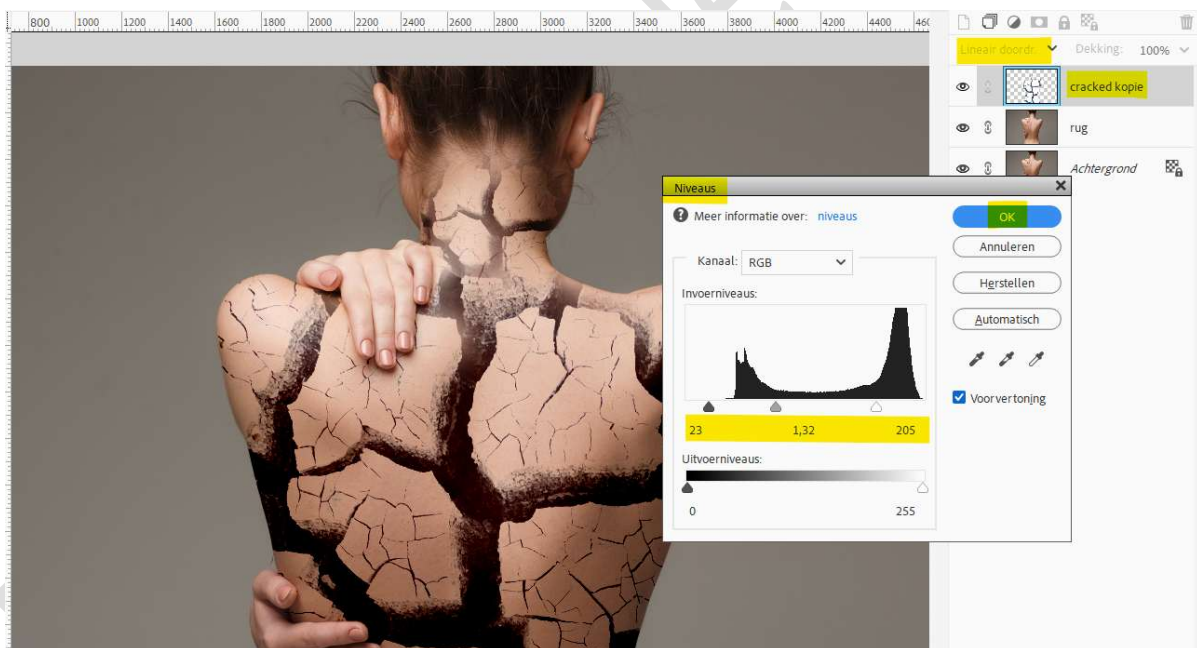 800 1000 1200 1400 1600 1800 2000 2200 2400 2600 2800 3000 3200 3400 3600 3800 4000 4200 4400 460
Lineair doordr. Dekking: 100%
cracked kopie
rug
Achtergrond
Niveaus
Meer informatie over: niveaus
OK
Annuleren
Kanaal: RGB
Herstellen
Invoerniveaus:
Automatisch
Voorvertoning
23 1,32 205
Uitvoerniveaus:
0 255